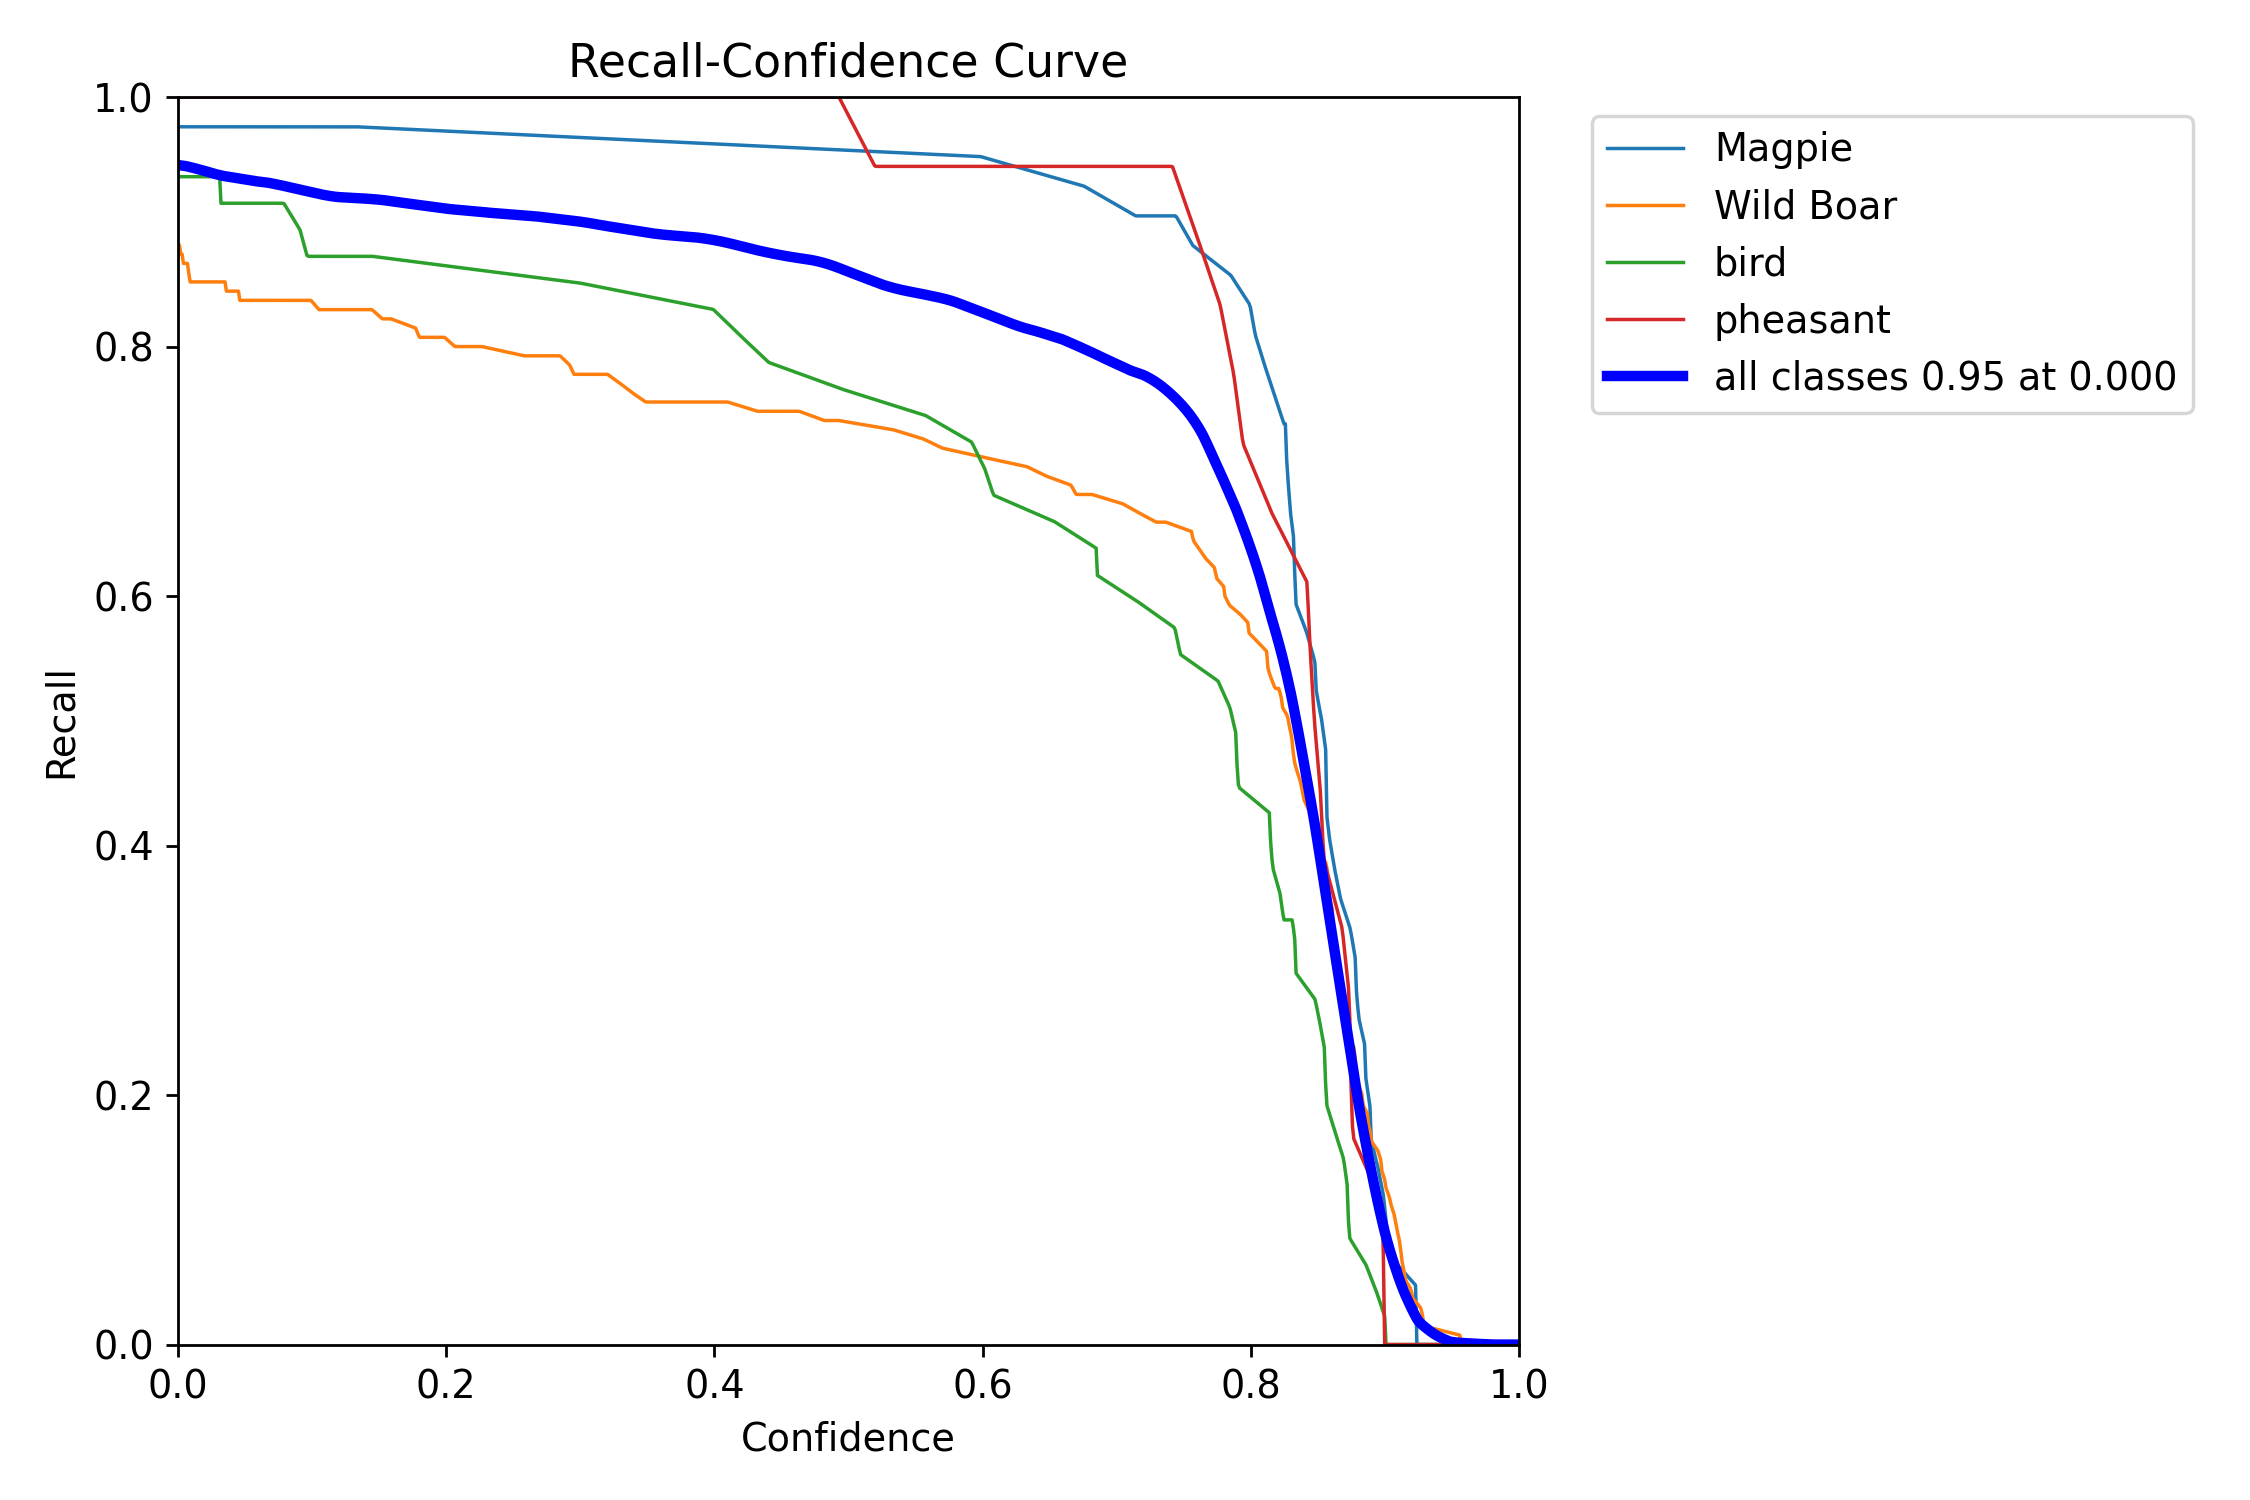 Recall-Confidence Curve
1.0
0.8
0.6
0.4
0.2
0.0
Recall
0.0 0.2 0.4 0.6 0.8 1.0
Confidence
Magpie
Wild Boar
bird
pheasant
all classes 0.95 at 0.000